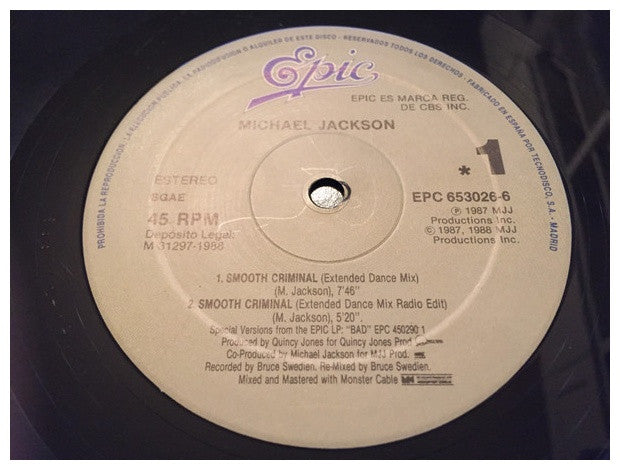 PROHIBIDA LA REPRODUCCION, LA EJECUCION PUBLICA, LA RADIODIFUSION O ALQUILER DE ESTE DISCO - RESERVADOS TODOS LOS DERECHOS - FABRICADO EN ESPAÑA POR TECNODISCO, S.A. - MADRID
Epic
EPIC ES MARCA REG.
DE CBS INC.
MICHAEL JACKSON
* 1
ESTEREO
SGAE
45 RPM
Depósito Legal:
M 31297-1988
EPC 653026-6
℗ 1987 MJJ
Productions Inc.
© 1987, 1988 MJJ
Productions Inc.
1. SMOOTH CRIMINAL (Extended Dance Mix)
(M. Jackson), 7'46"
2. SMOOTH CRIMINAL (Extended Dance Mix Radio Edit)
(M. Jackson), 5'20".
Special Versions from the EPIC LP: "BAD" EPC 450290 1
Produced by Quincy Jones for Quincy Jones Prod.
Co-Produced by Michael Jackson for MJJ Prod.
Recorded by Bruce Swedien. Re-Mixed by Bruce Swedien.
Mixed and Mastered with Monster Cable